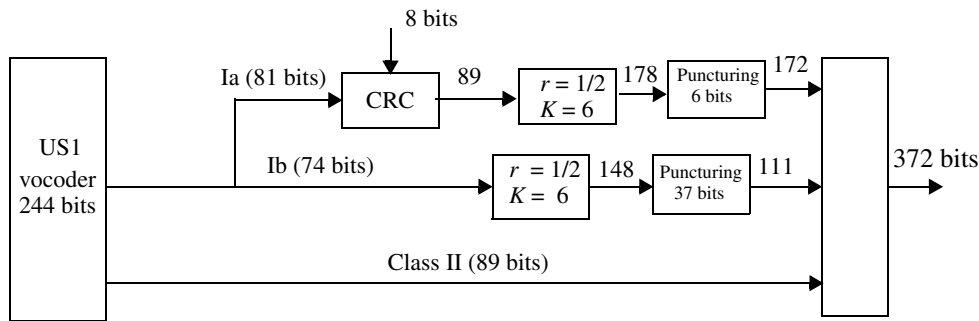 8 bits
Ia (81 bits)
CRC
89
r = 1/2
K = 6
178
Puncturing
6 bits
172
US1
vocoder
244 bits
Ib (74 bits)
r = 1/2
K = 6
148
Puncturing
37 bits
111
372 bits
Class II (89 bits)